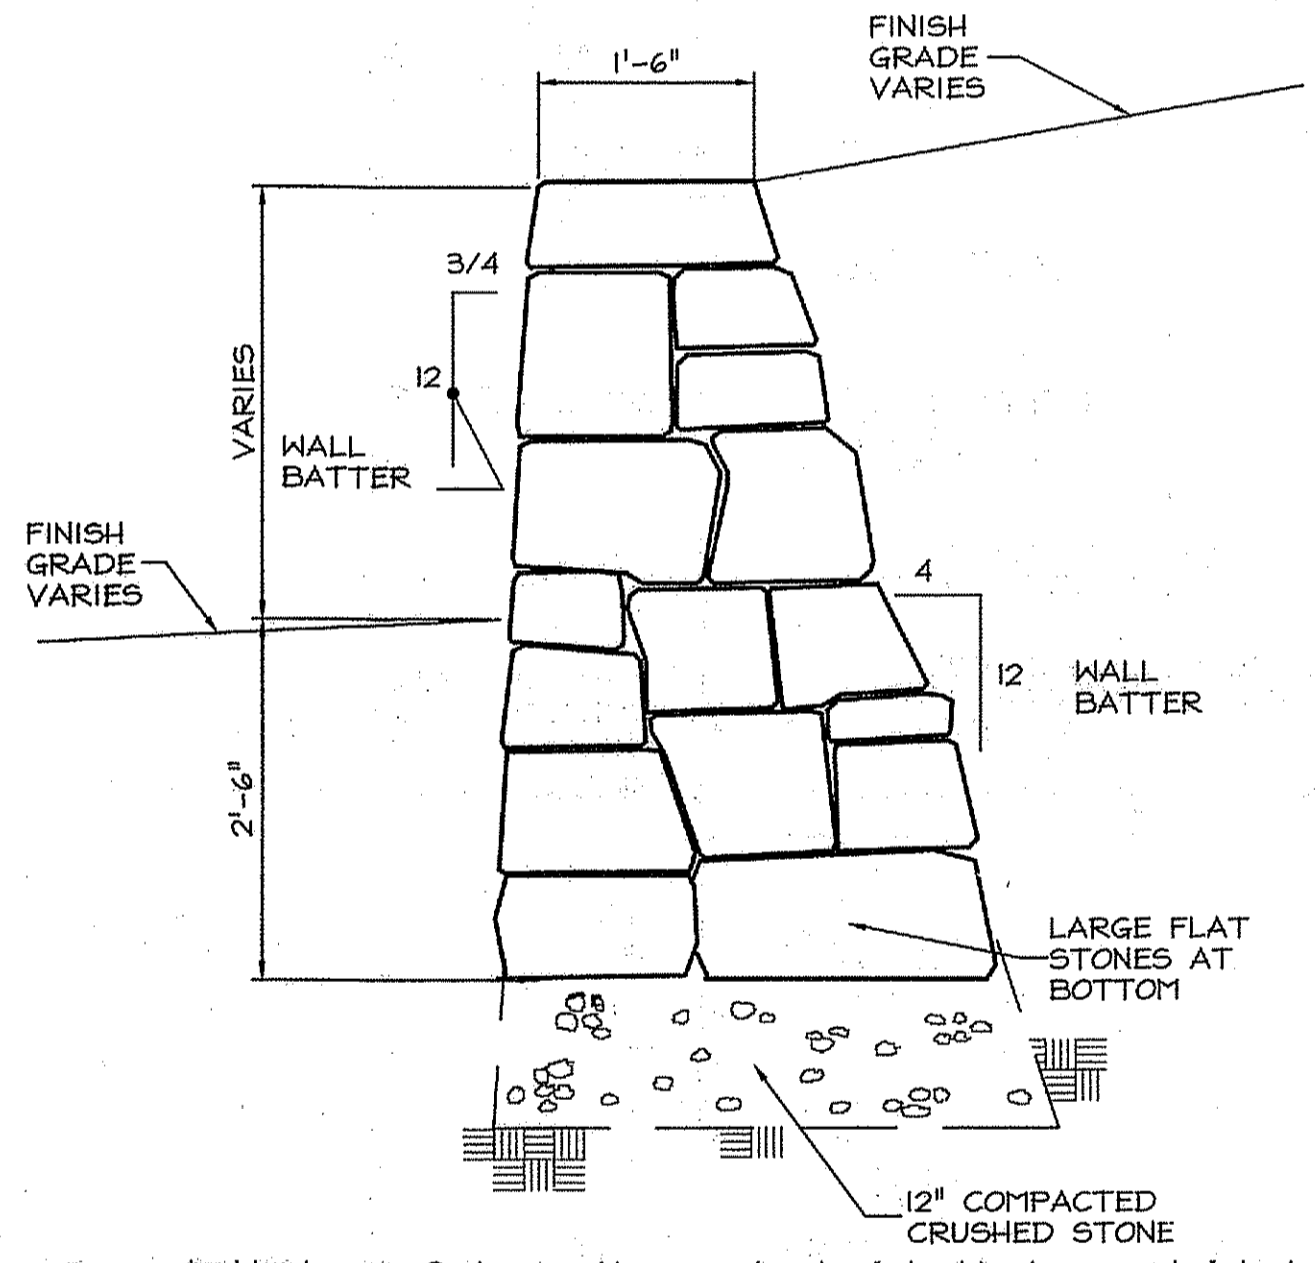 FINISH
GRADE
VARIES
1'-6"
3/4
12
VARIES
WALL
BATTER
FINISH
GRADE
VARIES
4
12
WALL
BATTER
2'-6"
LARGE FLAT
STONES AT
BOTTOM
12" COMPACTED
CRUSHED STONE